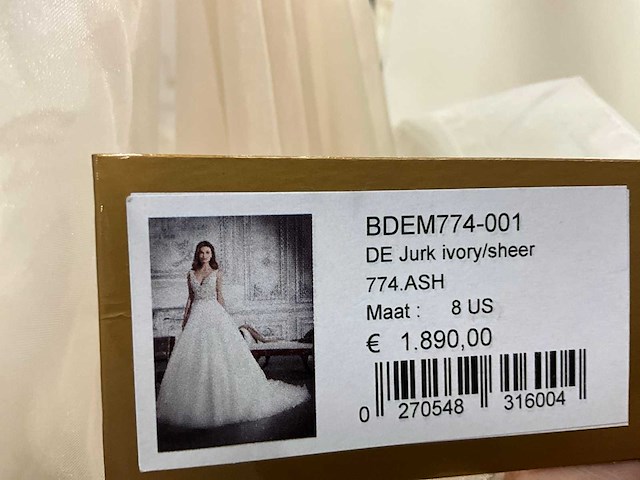 BDEM774-001
DE Jurk ivory/sheer
774.ASH
Maat : 8 US
€ 1.890,00
0 270548 316004